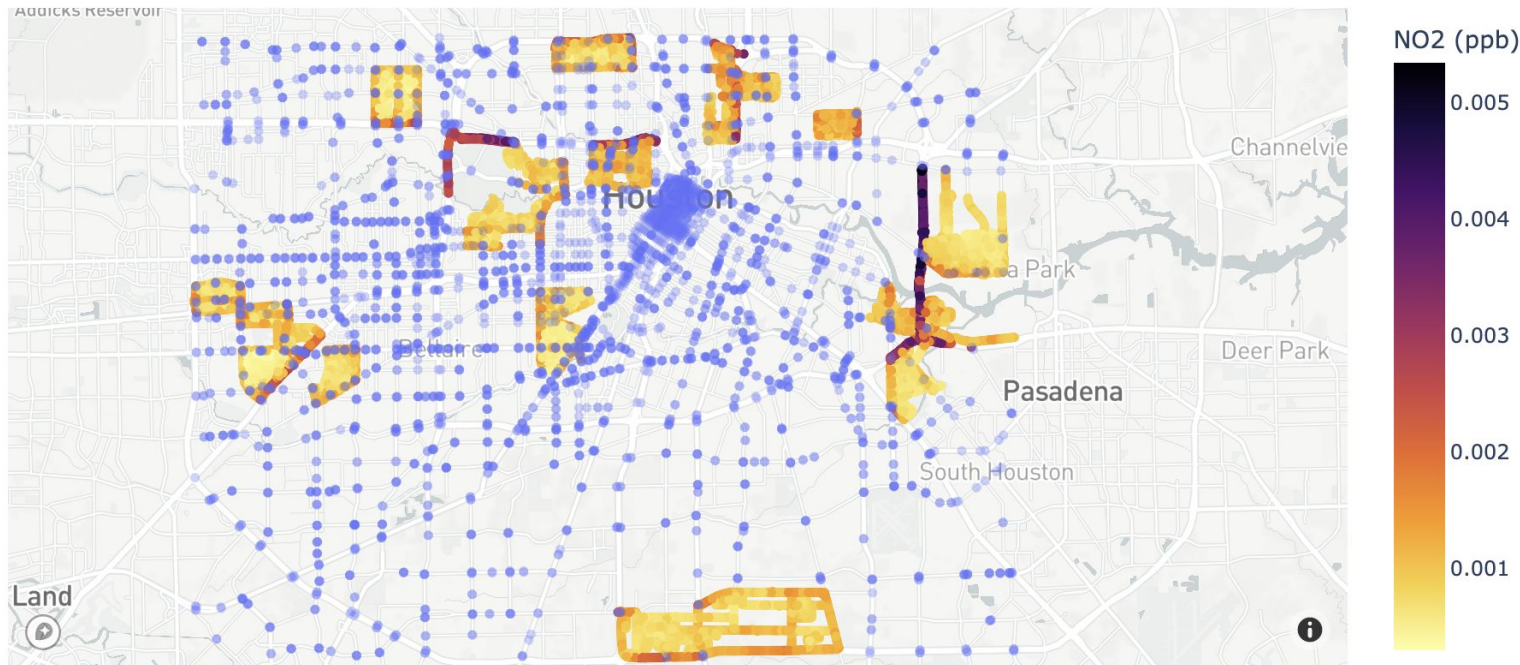 Addicks Reservoir
NO2 (ppb)
0.005
Channelvie
Houston
0.004
a Park
0.003
Bellaire
Deer Park
Pasadena
0.002
South Houston
0.001
Land